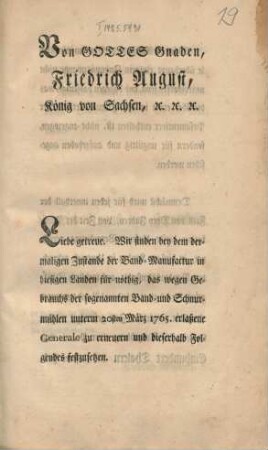 19
Von GOTTES Gnaden,
Friedrich August,
König von Sachsen, ꝛc. ꝛc. ꝛc.
Liebe getreue. Wir finden bey dem der-
maligen Zustande der Band-Manufactur in
hiesigen Landen für nöthig, das wegen Ge-
brauchs der sogenannten Band- und Schnur-
mühlen unterm 20sten März 1765. erlaßene
Generale zu erneuern und dieserhalb Fol-
gendes festzusetzen.